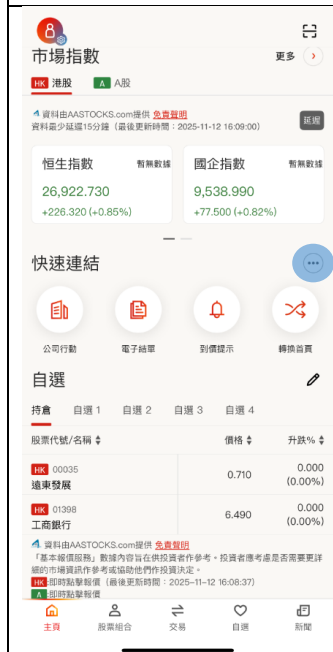 市場指數
更多
HK 港股 A A股
資料由AASTOCKS.com提供 免責聲明
資料最少延遲15分鐘（最後更新時間：2025-11-12 16:09:00）
延遲
恒生指數 暫無數據 國企指數 暫無數據
26,922.730 9,538.990
+226.320 (+0.85%) +77.500 (+0.82%)
快速連結
公司行動 電子結單 到價提示 轉換首頁
自選
持倉 自選 1 自選 2 自選 3 自選 4
股票代號/名稱 價格 升跌%
HK 00035 0.710 0.000
遠東發展 (0.00%)
HK 01398 6.490 0.000
工商銀行 (0.00%)
資料由AASTOCKS.com提供 免責聲明
「基本報價服務」數據內容旨在供投資者作參考。投資者應考慮是否需要更詳
細的市場資訊作參考或協助他們作投資決定。
HK:即時點擊報價（最後更新時間：2025-11-12 16:08:37）
A:即時點擊報價
主頁 股票組合 交易 自選 新聞